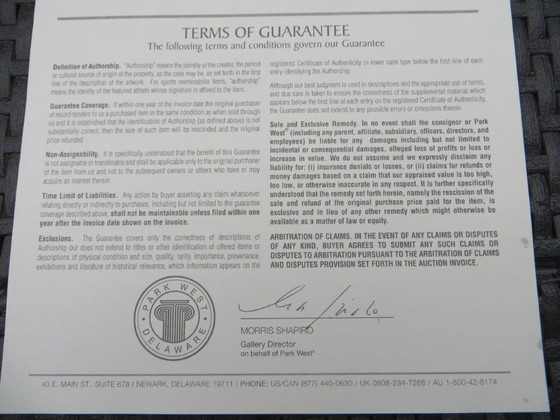 TERMS OF GUARANTEE
The following terms and conditions govern our Guarantee
Definition of Authorship. "Authorship" means the identity of the creator, the period
or cultural source of origin of the property, as the case may be, as set forth in the first
line of the description of the artwork. For sports memorabilia items, "authorship"
means the identity of the featured athlete whose signature is affixed to the item.
Guarantee Coverage. If within one year of the invoice date the original purchaser
of record tenders to us a purchased item in the same condition as when sold through
us and it is established that the identification of Authorship (as defined above) is not
substantially correct, then the sale of such item will be rescinded and the original
price refunded.
Non-Assignability. It is specifically understood that the benefit of this Guarantee
is not assignable or transferable and shall be applicable only to the original purchaser
of the item from us and not to the subsequent owners or others who have or may
acquire an interest therein.
Time Limit of Liabilities. Any action by buyer asserting any claim whatsoever
relating directly or indirectly to purchases, including but not limited to the guarantee
coverage described above, shall not be maintainable unless filed within one
year after the invoice date shown on the invoice.
Exclusions. The Guarantee covers only the correctness of descriptions of
Authorship but does not extend to titles or other identification of offered items or
descriptions of physical condition and size, quality, rarity, importance, provenance,
exhibitions and literature of historical relevance, which information appears on the
registered Certificate of Authenticity in lower case type below the first line of each
entry identifying the Authorship.
Although our best judgment is used in descriptions and the appropriate use of terms,
and due care is taken to ensure the correctness of the supplemental material which
appears below the first line of each entry on the registered Certificate of Authenticity,
the Guarantee does not extend to any possible errors or omissions therein.
Sole and Exclusive Remedy. In no event shall the consignor or Park
West® (including any parent, affiliate, subsidiary, officers, directors, and
employees) be liable for any damages including but not limited to
incidental or consequential damages, alleged loss of profits or loss or
increase in value. We do not assume and we expressly disclaim any
liability for: (i) insurance denials or losses, or (ii) claims for refunds or
money damages based on a claim that our appraised value is too high,
too low, or otherwise inaccurate in any respect. It is further specifically
understood that the remedy set forth herein, namely the rescission of the
sale and refund of the original purchase price paid for the item, is
exclusive and in lieu of any other remedy which might otherwise be
available as a matter of law or equity.
ARBITRATION OF CLAIMS. IN THE EVENT OF ANY CLAIMS OR DISPUTES
OF ANY KIND, BUYER AGREES TO SUBMIT ANY SUCH CLAIMS OR
DISPUTES TO ARBITRATION PURSUANT TO THE ARBITRATION OF CLAIMS
AND DISPUTES PROVISION SET FORTH IN THE AUCTION INVOICE.
PARK WEST
DELAWARE
MORRIS SHAPIRO
Gallery Director
on behalf of Park West®
40 E. MAIN ST., SUITE 678 | NEWARK, DELAWARE 19711 | PHONE: US/CAN (877) 440-0630 / UK 0808-234-7266 / AU 1-800-42-8174